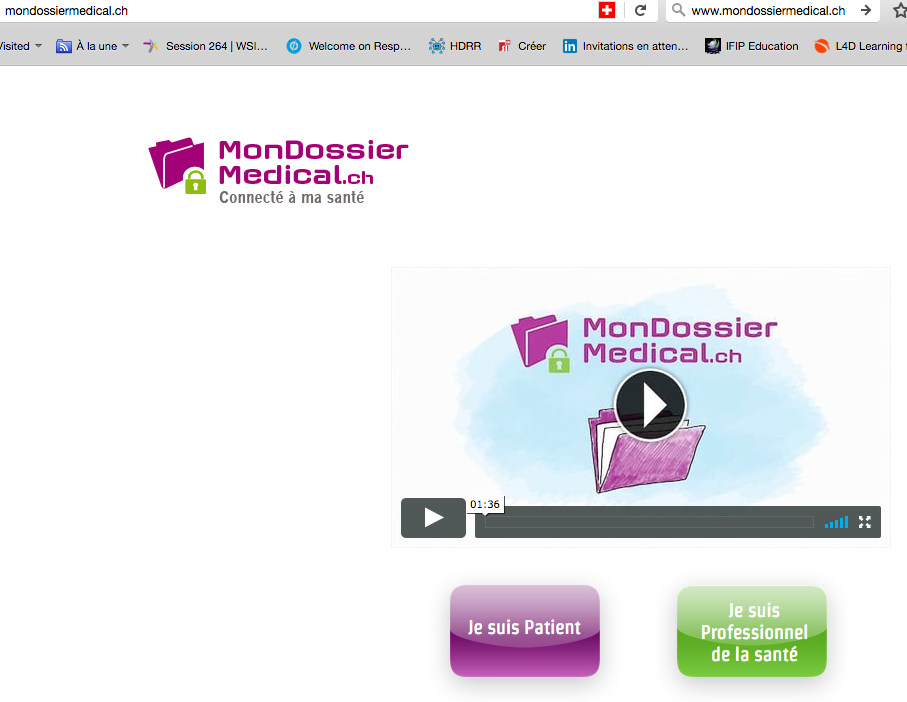 mondossiermedical.ch
www.mondossiermedical.ch
Visited
À la une
Session 264 | WSI...
Welcome on Resp...
HDRR
Créer
Invitations en atten...
IFIP Education
L4D Learning
MonDossier
Medical.ch
Connecté à ma santé
MonDossier
Medical.ch
01:36
Je suis Patient
Je suis
Professionnel
de la santé